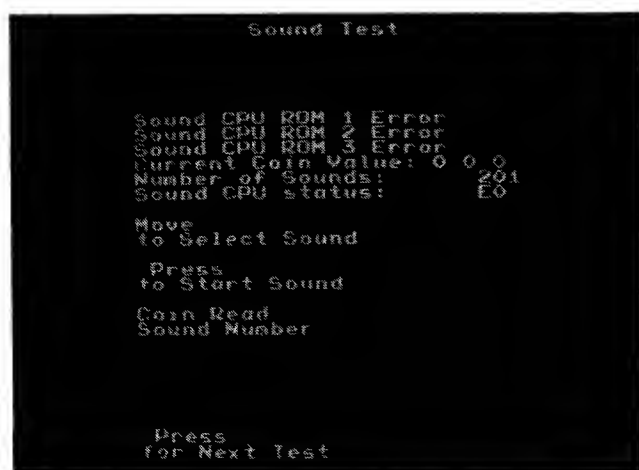 Sound Test
Sound CPU ROM 1 Error
Sound CPU ROM 2 Error
Sound CPU ROM 3 Error
Current Coin Value: 0 0 0
Number of Sounds: 201
Sound CPU status: E0
Move
to Select Sound
Press
to Start Sound
Coin Read
Sound Number
Press
for Next Test